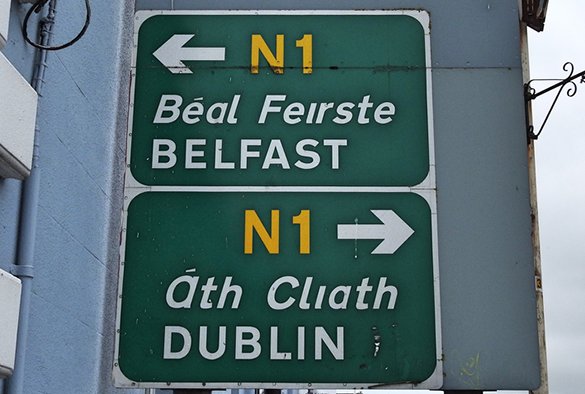 N1
Béal Feirste
BELFAST
N1
Áth Cliath
DUBLIN